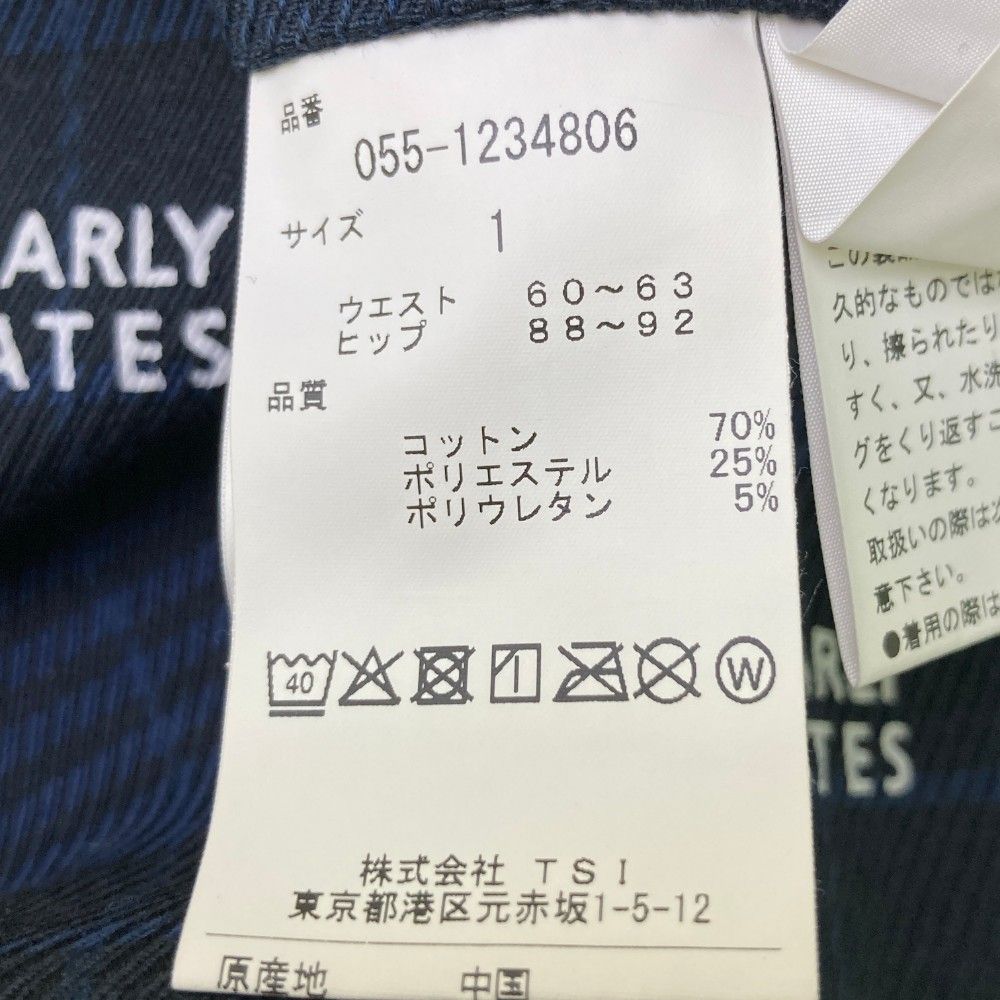 品番
055-1234806
サイズ 1
ウエスト 60～63
ヒップ 88～92
品質
コットン 70%
ポリエステル 25%
ポリウレタン 5%
40
W
株式会社 TSI
東京都港区元赤坂1-5-12
原産地 中国
ARLY
ATES
久的なものでは
り、擦られたり
すく、又、水洗
グをくり返すこ
くなります。
取扱いの際は次
意下さい。
●着用の際は
ARLY
ATES